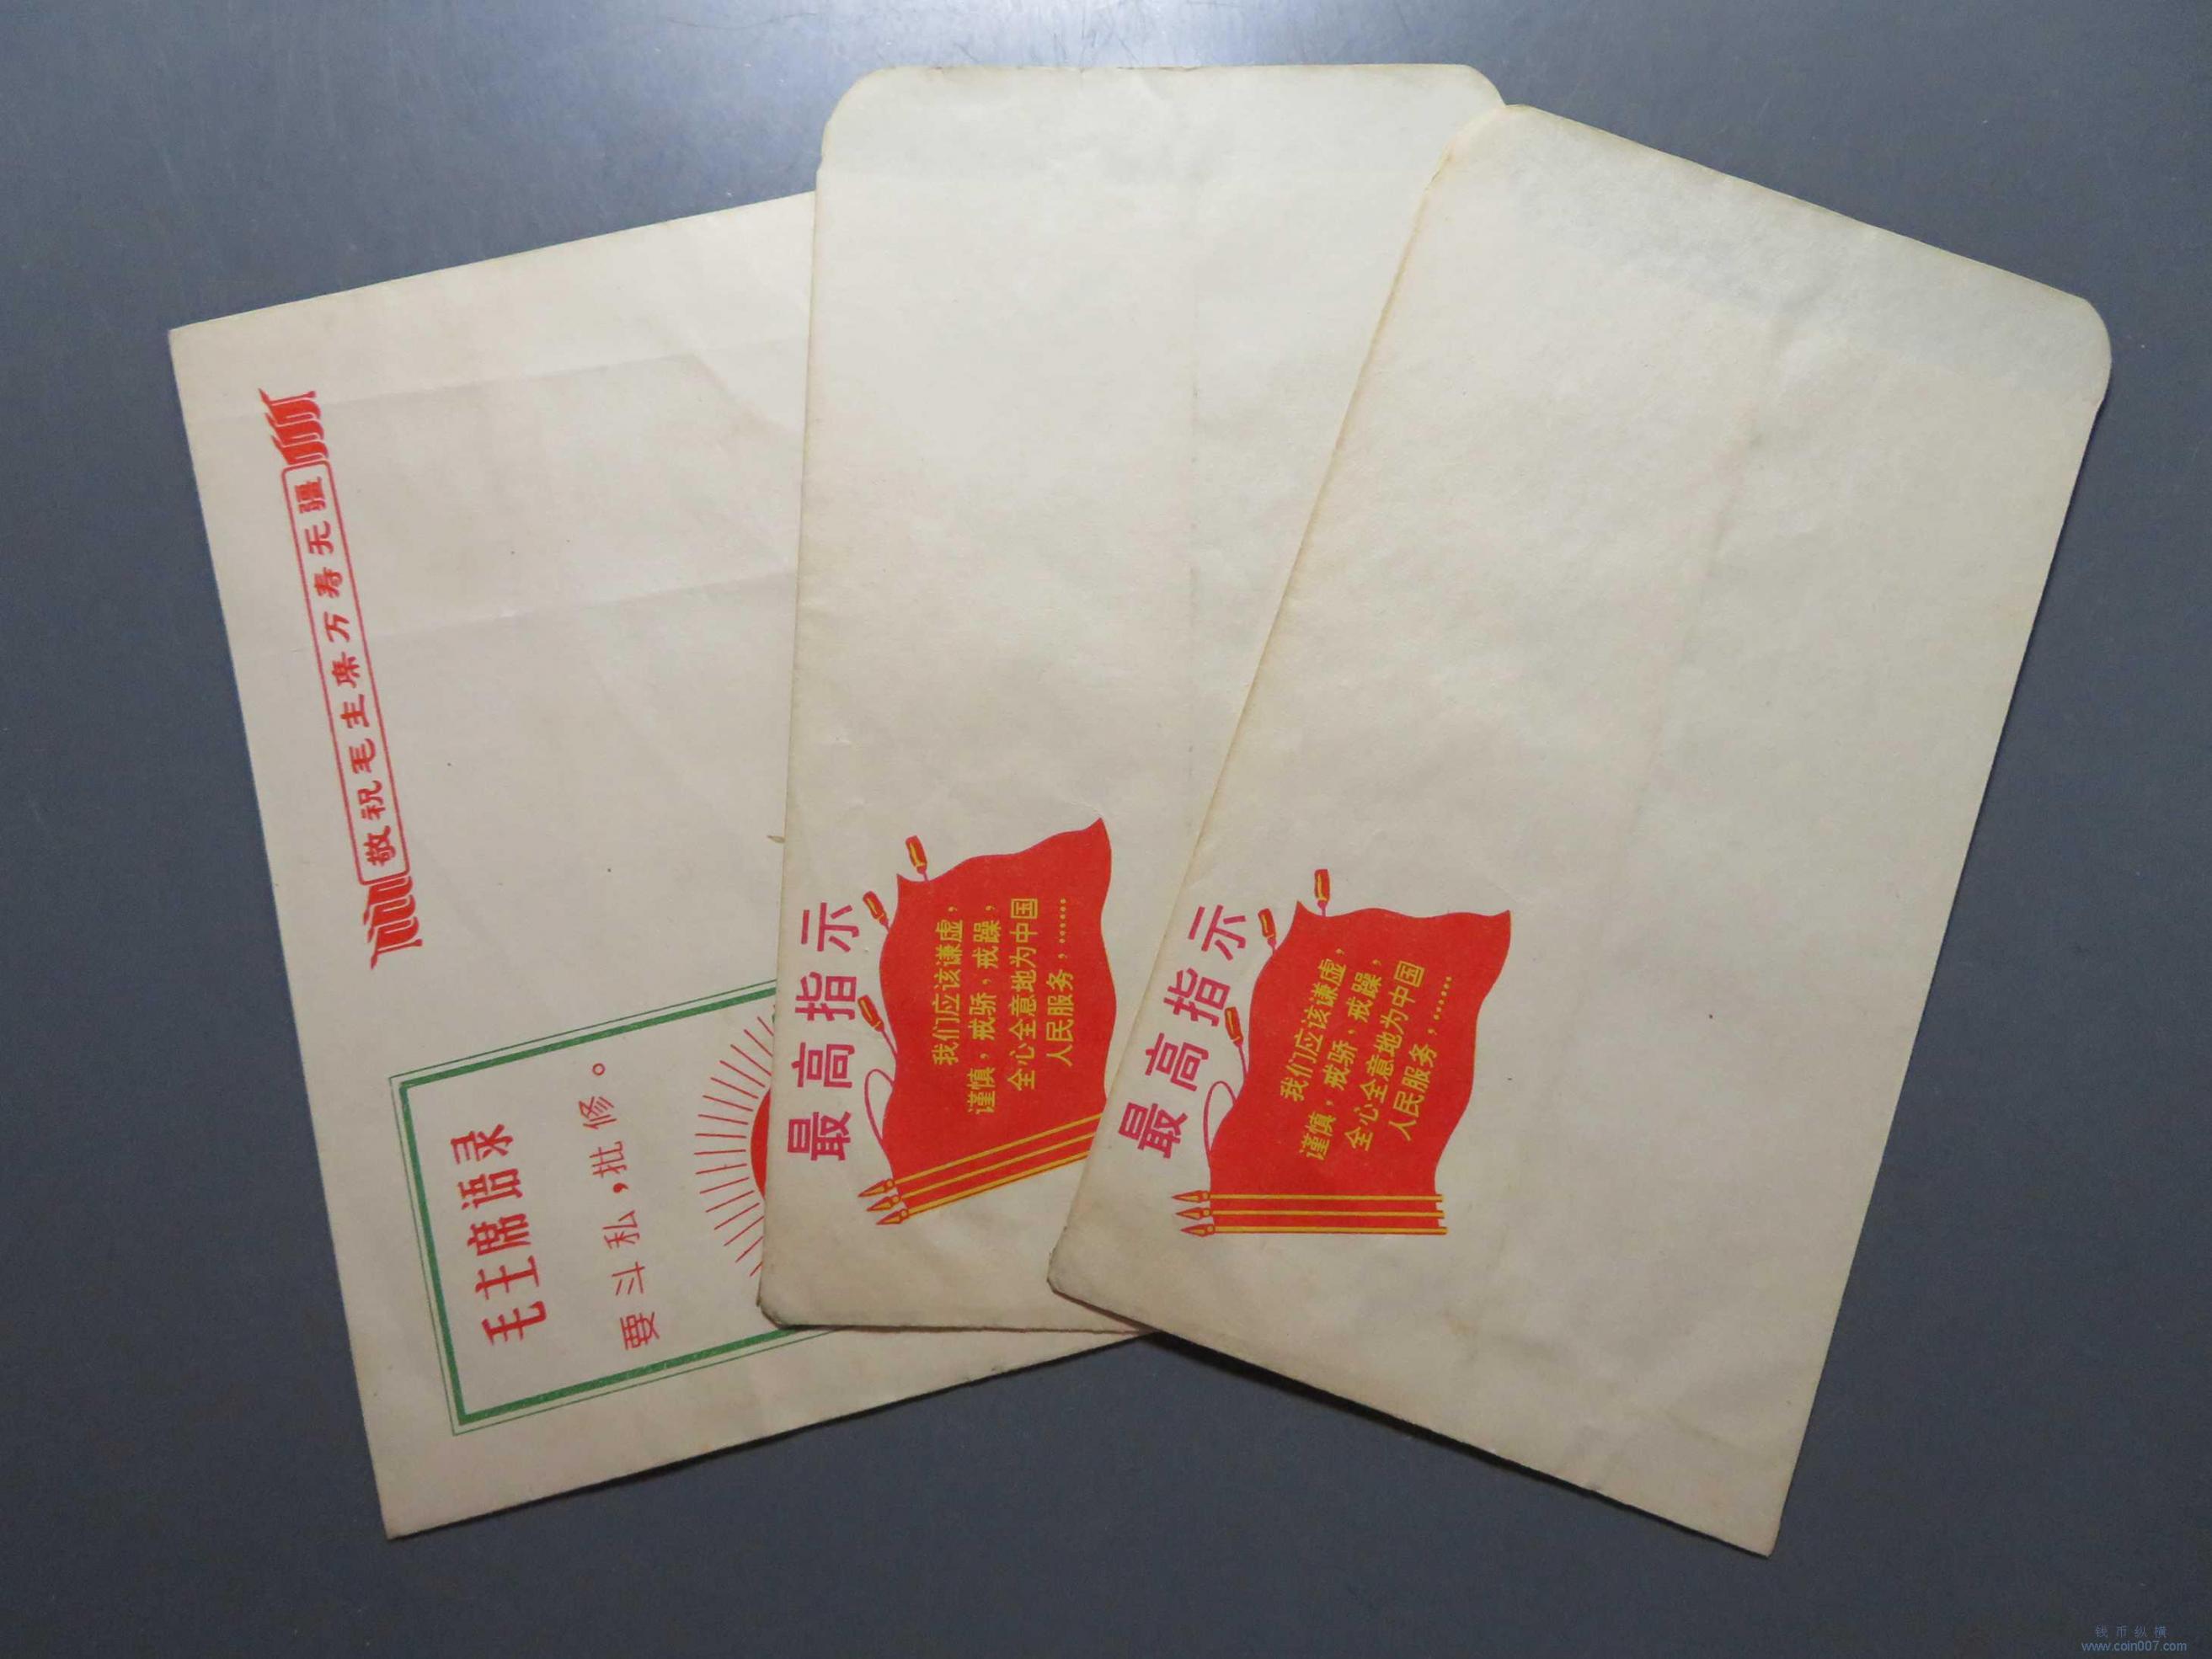 敬祝毛主席万寿无疆
毛主席语录
要斗私,批修。
最高指示
我们应该谦虚,
谨慎,戒骄,戒躁,
全心全意地为中国
人民服务,……
最高指示
我们应该谦虚,
谨慎,戒骄,戒躁,
全心全意地为中国
人民服务,……
钱币纵横
www.coin007.com